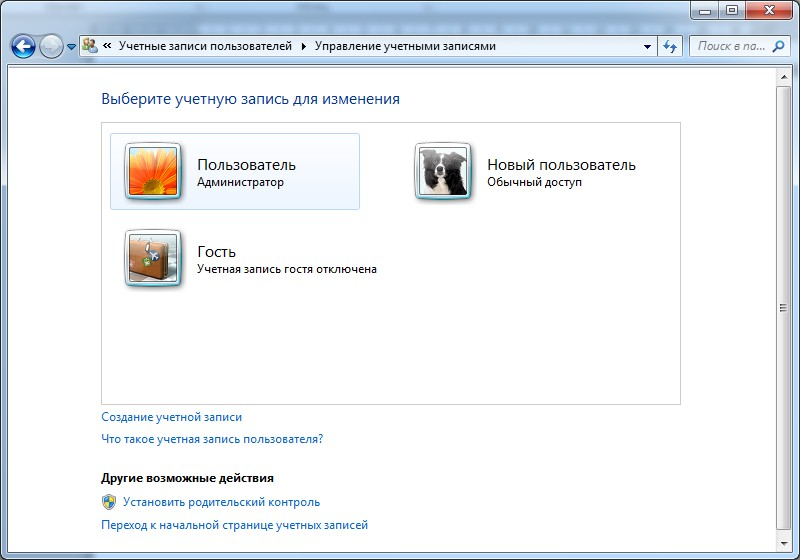 « Учетные записи пользователей Управление учетными записями Поиск в па...
Выберите учетную запись для изменения
Пользователь
Администратор
Новый пользователь
Обычный доступ
Гость
Учетная запись гостя отключена
Создание учетной записи
Что такое учетная запись пользователя?
Другие возможные действия
Установить родительский контроль
Переход к начальной странице учетных записей